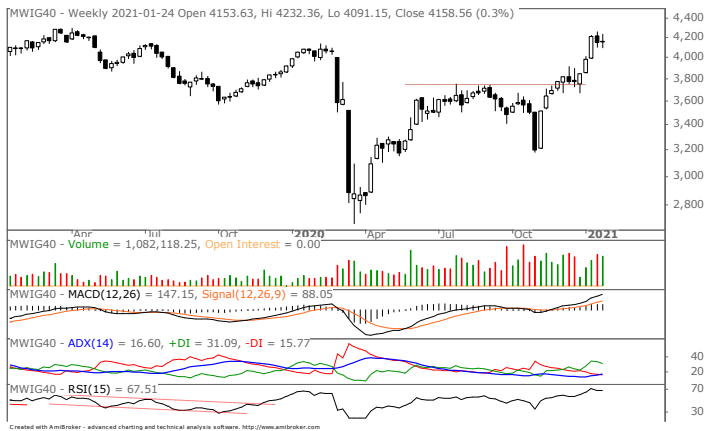 MWIG40 - Weekly 2021-01-24 Open 4153.63, Hi 4232.36, Lo 4091.15, Close 4158.56 (0.3%)
4,400
4,200
4,000
3,800
3,600
3,400
3,200
3,000
2,800
Apr Jul Oct 2020 Apr Jul Oct 2021
MWIG40 - Volume = 1,082,118.25, Open Interest = 0.00
MWIG40 - MACD(12,26) = 147.15, Signal(12,26,9) = 88.05
MWIG40 - ADX(14) = 16.60, +DI = 31.09, -DI = 15.77
40
20
MWIG40 - RSI(15) = 67.51
70
30
Created with AmiBroker - advanced charting and technical analysis software. http://www.amibroker.com